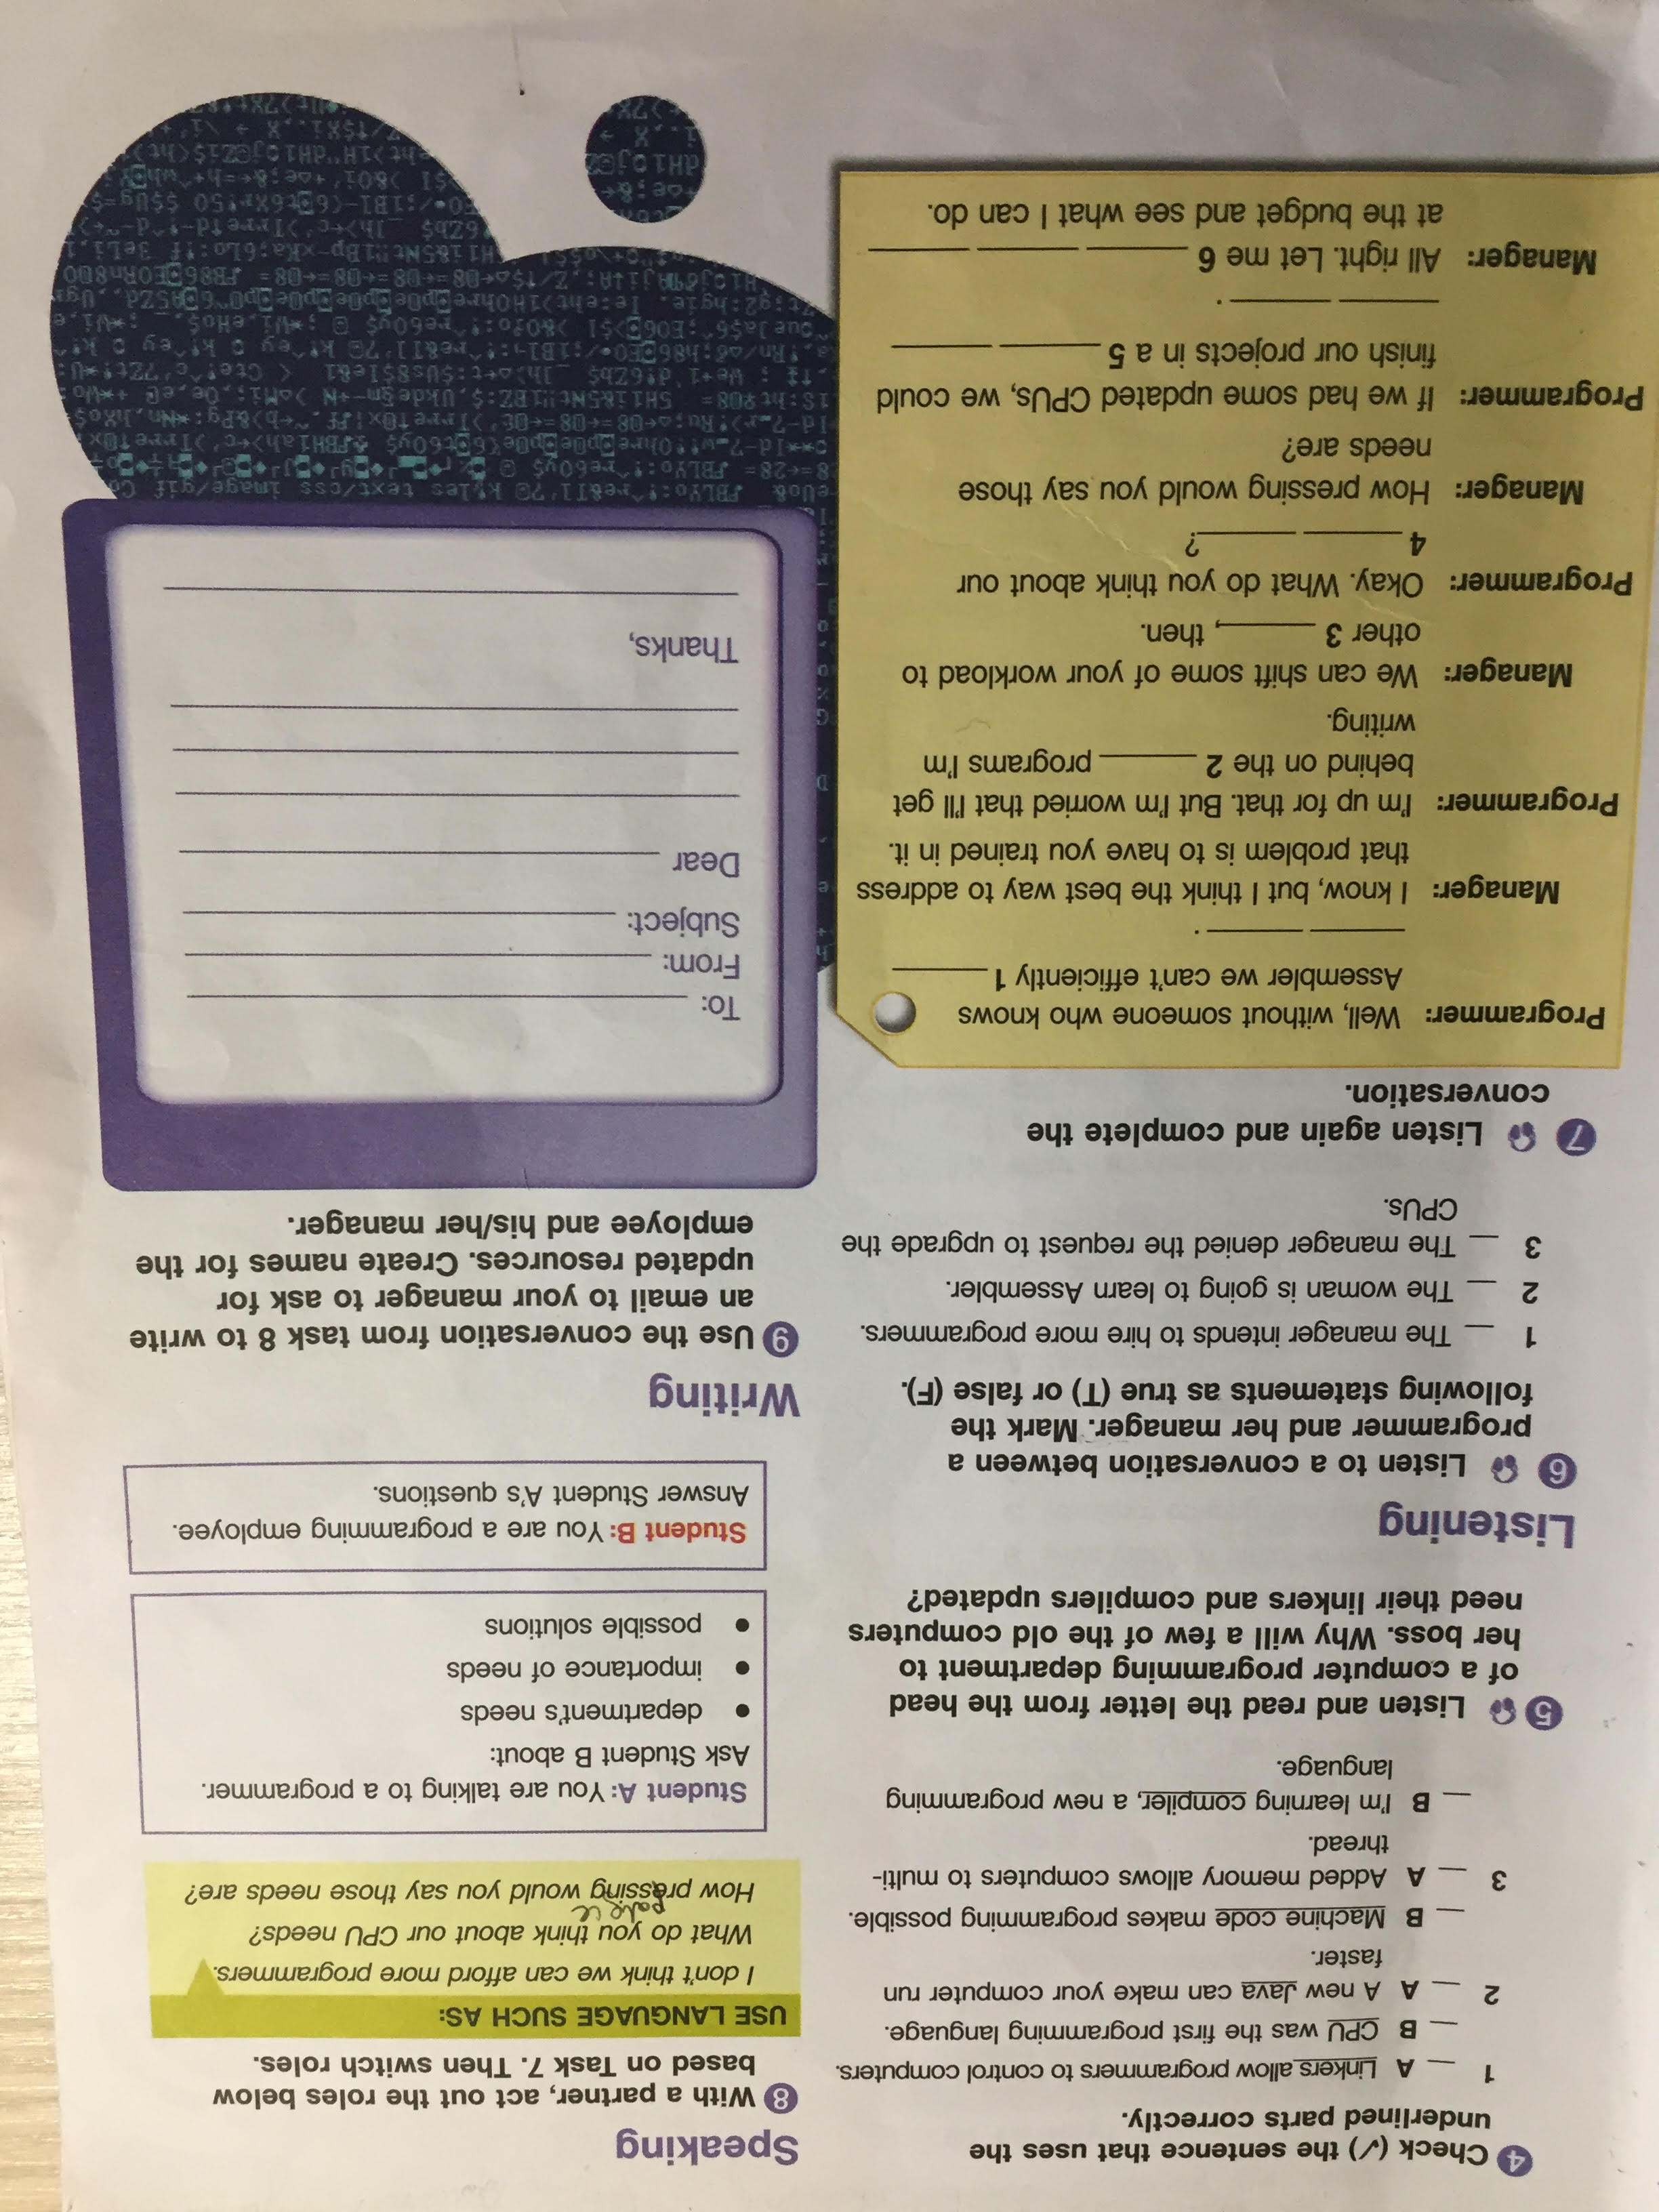 4 Check (✓) the sentence that uses the
underlined parts correctly.
1 __ A Linkers allow programmers to control computers.
__ B CPU was the first programming language.
2 __ A A new Java can make your computer run
faster.
__ B Machine code makes programming possible.
3 __ A Added memory allows computers to multi-
thread.
__ B I'm learning compiler, a new programming
language.
5 Listen and read the letter from the head
of a computer programming department to
her boss. Why will a few of the old computers
need their linkers and compilers updated?
Listening
6 Listen to a conversation between a
programmer and her manager. Mark the
following statements as true (T) or false (F).
1 __ The manager intends to hire more programmers.
2 __ The woman is going to learn Assembler.
3 __ The manager denied the request to upgrade the
CPUs.
7 Listen again and complete the
conversation.
Programmer: Well, without someone who knows
Assembler we can't efficiently 1 ______
______ ______.
Manager: I know, but I think the best way to address
that problem is to have you trained in it.
Programmer: I'm up for that. But I'm worried that I'll get
behind on the 2 ______ programs I'm
writing.
Manager: We can shift some of your workload to
other 3 ______, then.
Programmer: Okay. What do you think about our
4 ______ ______?
Manager: How pressing would you say those
needs are?
Programmer: If we had some updated CPUs, we could
finish our projects in a 5 ______ ______
______ ______.
Manager: All right. Let me 6 ______ ______ ______
at the budget and see what I can do.
Speaking
8 With a partner, act out the roles below
based on Task 7. Then switch roles.
USE LANGUAGE SUCH AS:
I don't think we can afford more programmers.
What do you think about our CPU needs?
How pressing would you say those needs are?
Student A: You are talking to a programmer.
Ask Student B about:
• department's needs
• importance of needs
• possible solutions
Student B: You are a programming employee.
Answer Student A's questions.
Writing
9 Use the conversation from task 8 to write
an email to your manager to ask for
updated resources. Create names for the
employee and his/her manager.
To:
From:
Subject:
Dear
Thanks,